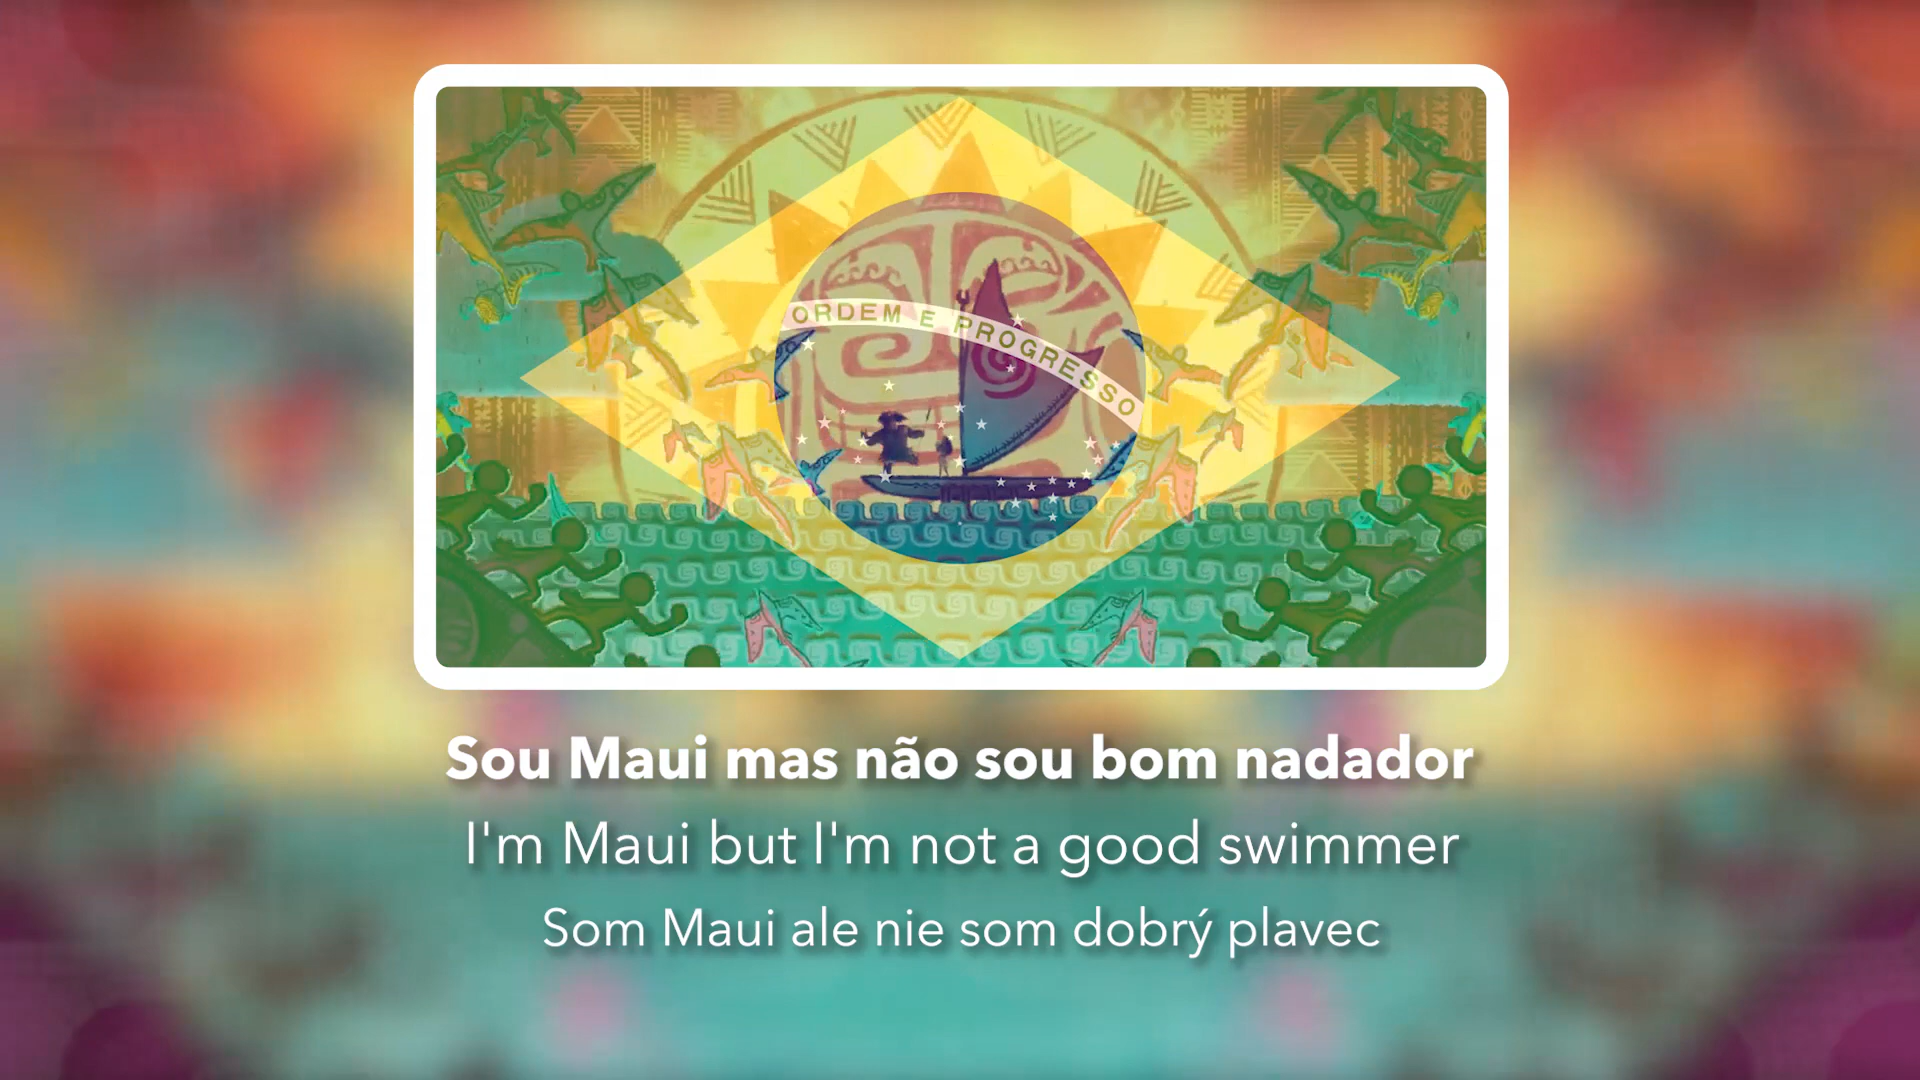 ORDEM E PROGRESSO
Sou Maui mas não sou bom nadador
I'm Maui but I'm not a good swimmer
Som Maui ale nie som dobrý plavec